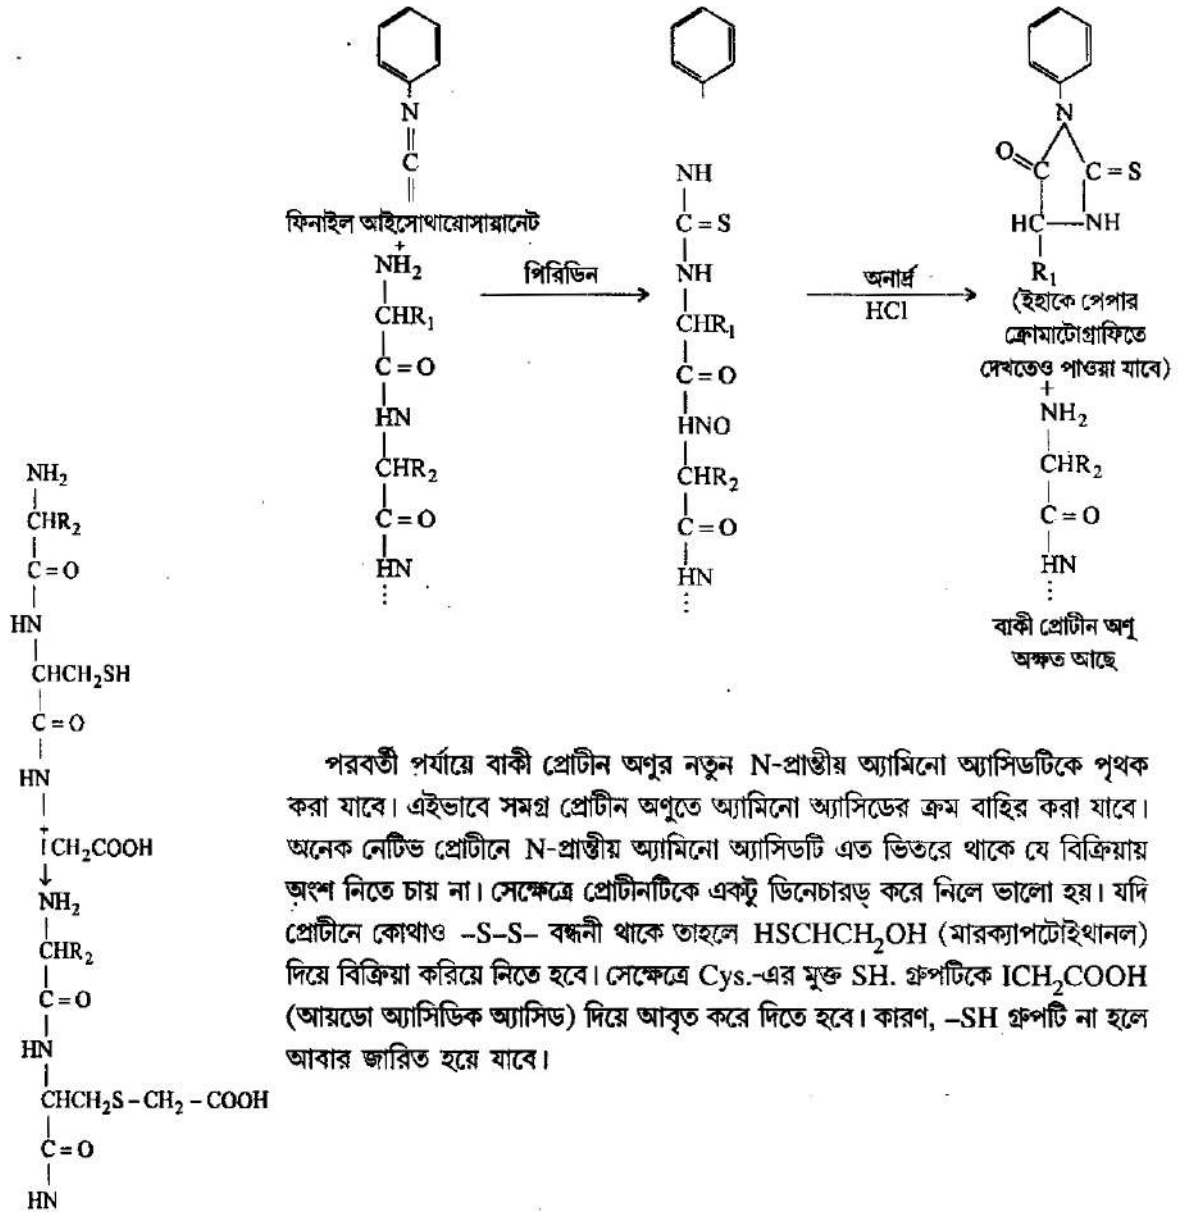 N
C
ফিনাইল আইসোথায়োসায়ানেট
+
NH₂
CHR₁
C=O
HN
CHR₂
C=O
HN
পিরিডিন
NH
C=S
NH
CHR₁
C=O
HNO
CHR₂
C=O
HN
অনার্দ্র
HCl
N
O=C C=S
HC—NH
R₁
(ইহাকে পেপার
ক্রোমাটোগ্রাফিতে
দেখতেও পাওয়া যাবে)
+
NH₂
CHR₂
C=O
HN
বাকী প্রোটীন অণু
অক্ষত আছে
NH₂
CHR₂
C=O
HN
CHCH₂SH
C=O
HN
+
ICH₂COOH
NH₂
CHR₂
C=O
HN
CHCH₂S–CH₂–COOH
C=O
HN
পরবর্তী পর্যায়ে বাকী প্রোটীন অণুর নতুন N-প্রান্তীয় অ্যামিনো অ্যাসিডটিকে পৃথক
করা যাবে। এইভাবে সমগ্র প্রোটীন অণুতে অ্যামিনো অ্যাসিডের ক্রম বাহির করা যাবে।
অনেক নেটিভ প্রোটীনে N-প্রান্তীয় অ্যামিনো অ্যাসিডটি এত ভিতরে থাকে যে বিক্রিয়ায়
অংশ নিতে চায় না। সেক্ষেত্রে প্রোটীনটিকে একটু ডিনেচারড্ করে নিলে ভালো হয়। যদি
প্রোটীনে কোথাও –S–S– বন্ধনী থাকে তাহলে HSCHCH₂OH (মারক্যাপটোইথানল)
দিয়ে বিক্রিয়া করিয়ে নিতে হবে। সেক্ষেত্রে Cys.-এর মুক্ত SH. গ্রুপটিকে ICH₂COOH
(আয়ডো অ্যাসিডিক অ্যাসিড) দিয়ে আবৃত করে দিতে হবে। কারণ, –SH গ্রুপটি না হলে
আবার জারিত হয়ে যাবে।